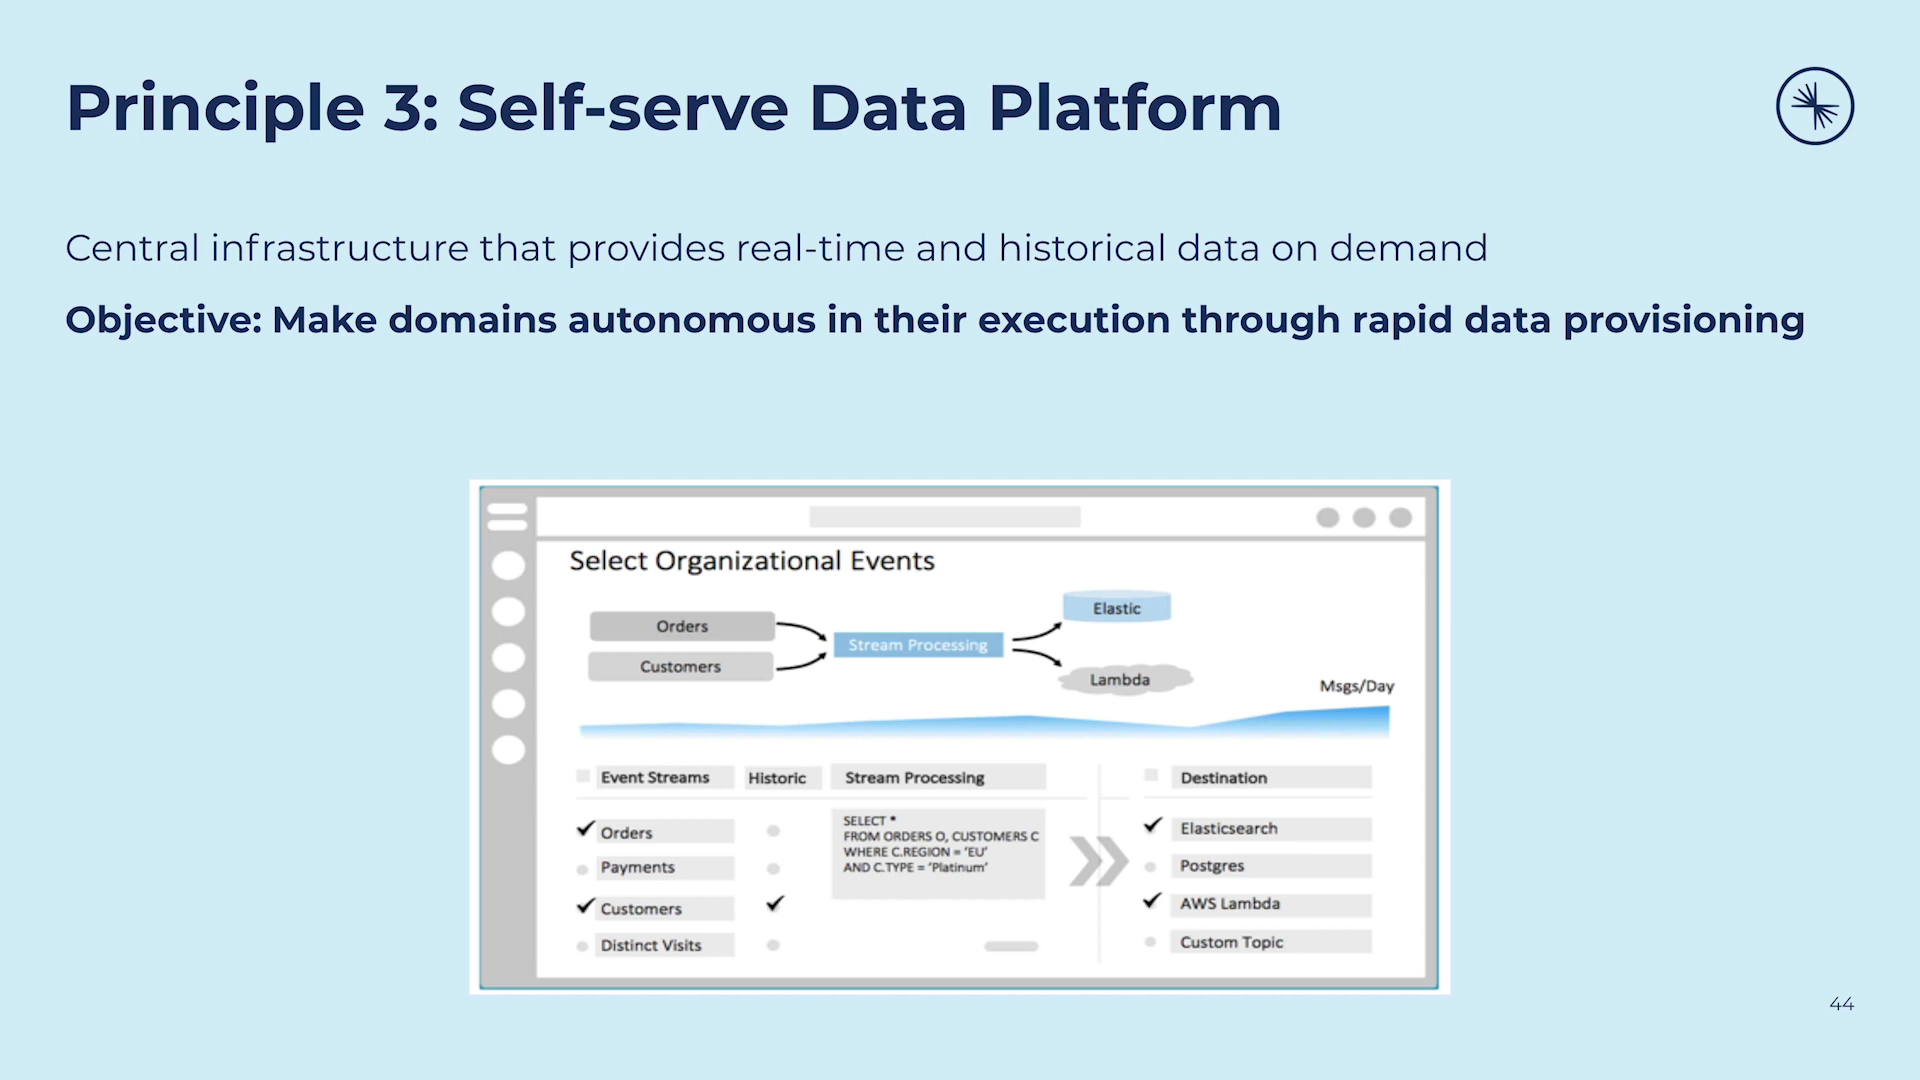 Principle 3: Self-serve Data Platform
Central infrastructure that provides real-time and historical data on demand
Objective: Make domains autonomous in their execution through rapid data provisioning
Select Organizational Events
Orders
Customers
Stream Processing
Elastic
Lambda
Msgs/Day
Event Streams Historic Stream Processing Destination
Orders
Payments
Customers
Distinct Visits
SELECT *
FROM ORDERS O, CUSTOMERS C
WHERE C.REGION = 'EU'
AND C.TYPE = 'Platinum'
Elasticsearch
Postgres
AWS Lambda
Custom Topic
44